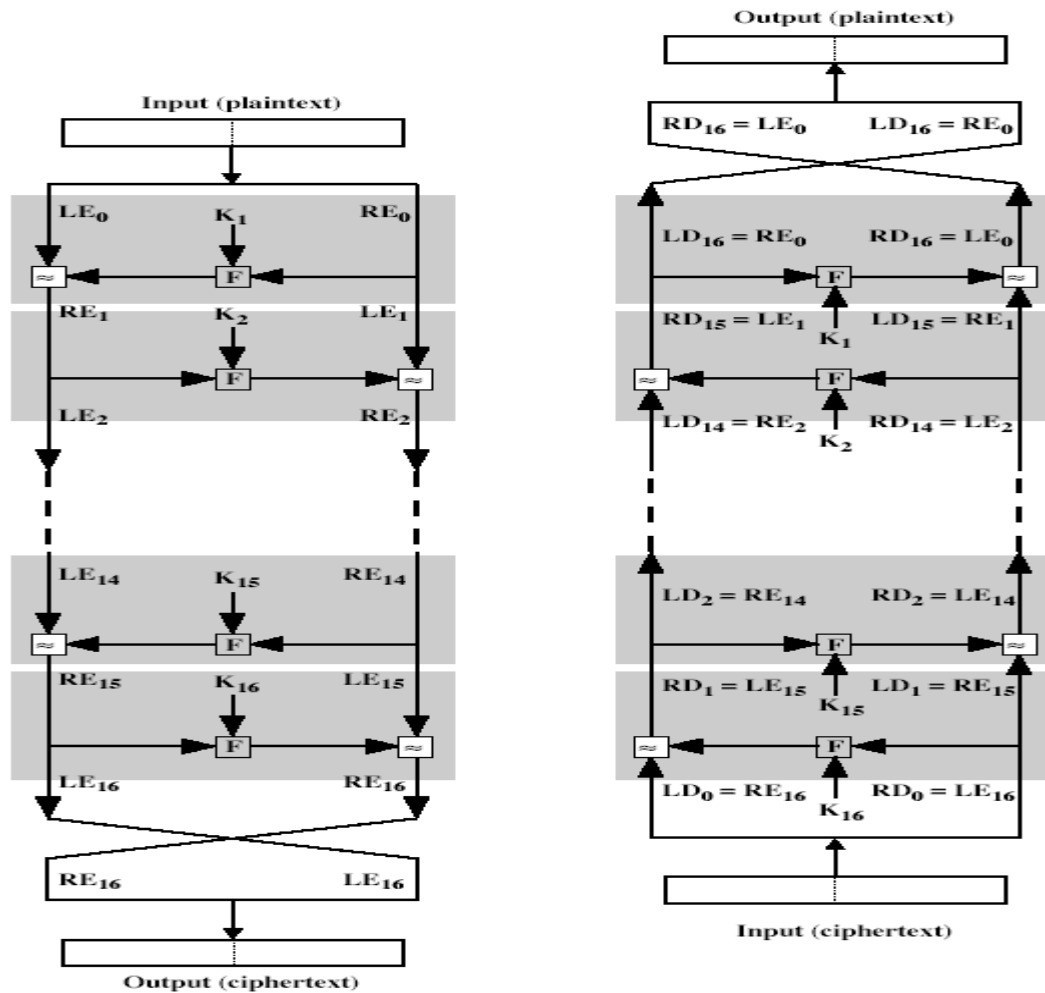 Input (plaintext)
LE₀ K₁ RE₀
≈ F
RE₁ K₂ LE₁
F ≈
LE₂ RE₂
LE₁₄ K₁₅ RE₁₄
≈ F
RE₁₅ K₁₆ LE₁₅
F ≈
LE₁₆ RE₁₆
RE₁₆ LE₁₆
Output (ciphertext)
Output (plaintext)
RD₁₆ = LE₀ LD₁₆ = RE₀
LD₁₆ = RE₀ RD₁₆ = LE₀
F ≈
RD₁₅ = LE₁ K₁ LD₁₅ = RE₁
≈ F
LD₁₄ = RE₂ K₂ RD₁₄ = LE₂
LD₂ = RE₁₄ RD₂ = LE₁₄
F ≈
RD₁ = LE₁₅ K₁₅ LD₁ = RE₁₅
≈ F
LD₀ = RE₁₆ K₁₆ RD₀ = LE₁₆
Input (ciphertext)